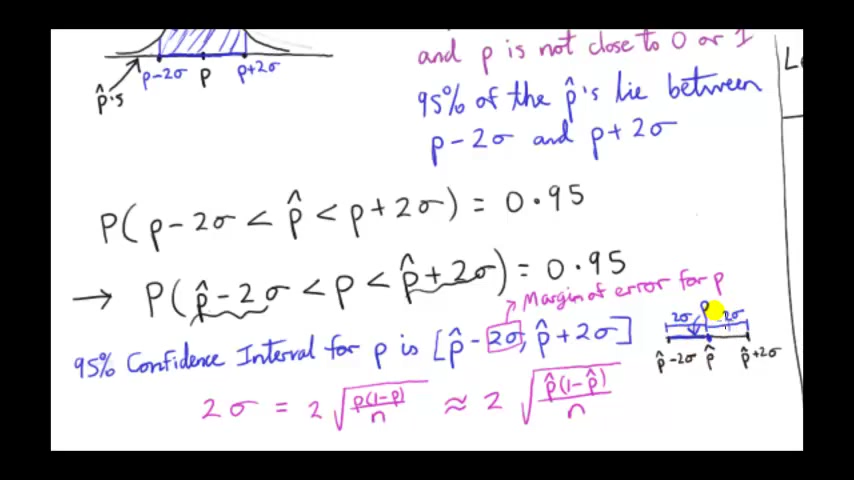 p-2σ p p+2σ
p̂'s
and p is not close to 0 or 1
95% of the p̂'s lie between
p-2σ and p+2σ
P(p-2σ < p̂ < p+2σ) = 0.95
→ P(p̂-2σ < p < p̂+2σ) = 0.95
Margin of error for p
95% Confidence Interval for p is [p̂-2σ, p̂+2σ]
p
2σ 2σ
p̂-2σ p̂ p̂+2σ
2σ = 2√(p(1-p)/n) ≈ 2√(p̂(1-p̂)/n)